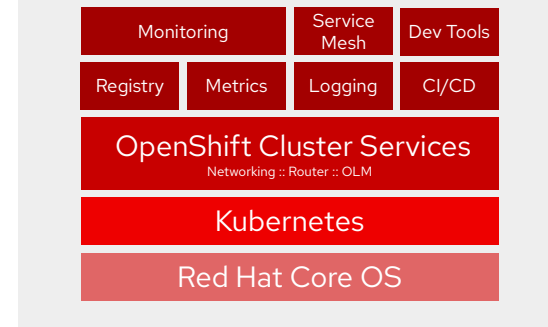 Monitoring
Service
Mesh
Dev Tools
Registry
Metrics
Logging
CI/CD
OpenShift Cluster Services
Networking :: Router :: OLM
Kubernetes
Red Hat Core OS